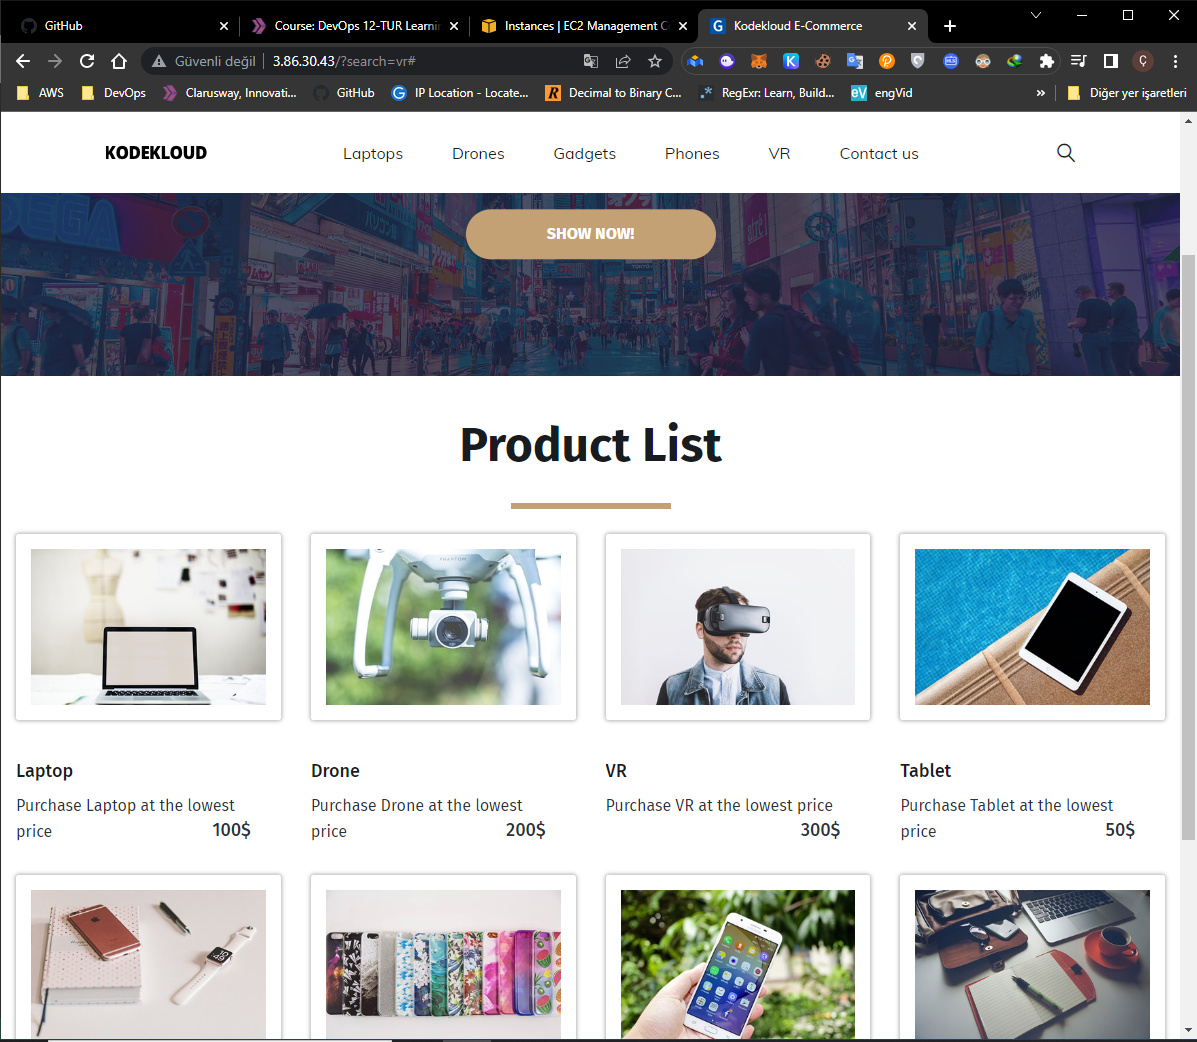 GitHub
Course: DevOps 12-TUR Learnin
Instances | EC2 Management Co
Kodekloud E-Commerce
Güvenli değil
3.86.30.43/?search=vr#
AWS
DevOps
Clarusway, Innovati...
GitHub
IP Location - Locate...
Decimal to Binary C...
RegExr: Learn, Build...
engVid
Diğer yer işaretleri
KODEKLOUD
Laptops
Drones
Gadgets
Phones
VR
Contact us
SEGA
SHOW NOW!
Product List
PHANTOM
Laptop
Purchase Laptop at the lowest
price 100$
Drone
Purchase Drone at the lowest
price 200$
VR
Purchase VR at the lowest price
300$
Tablet
Purchase Tablet at the lowest
price 50$